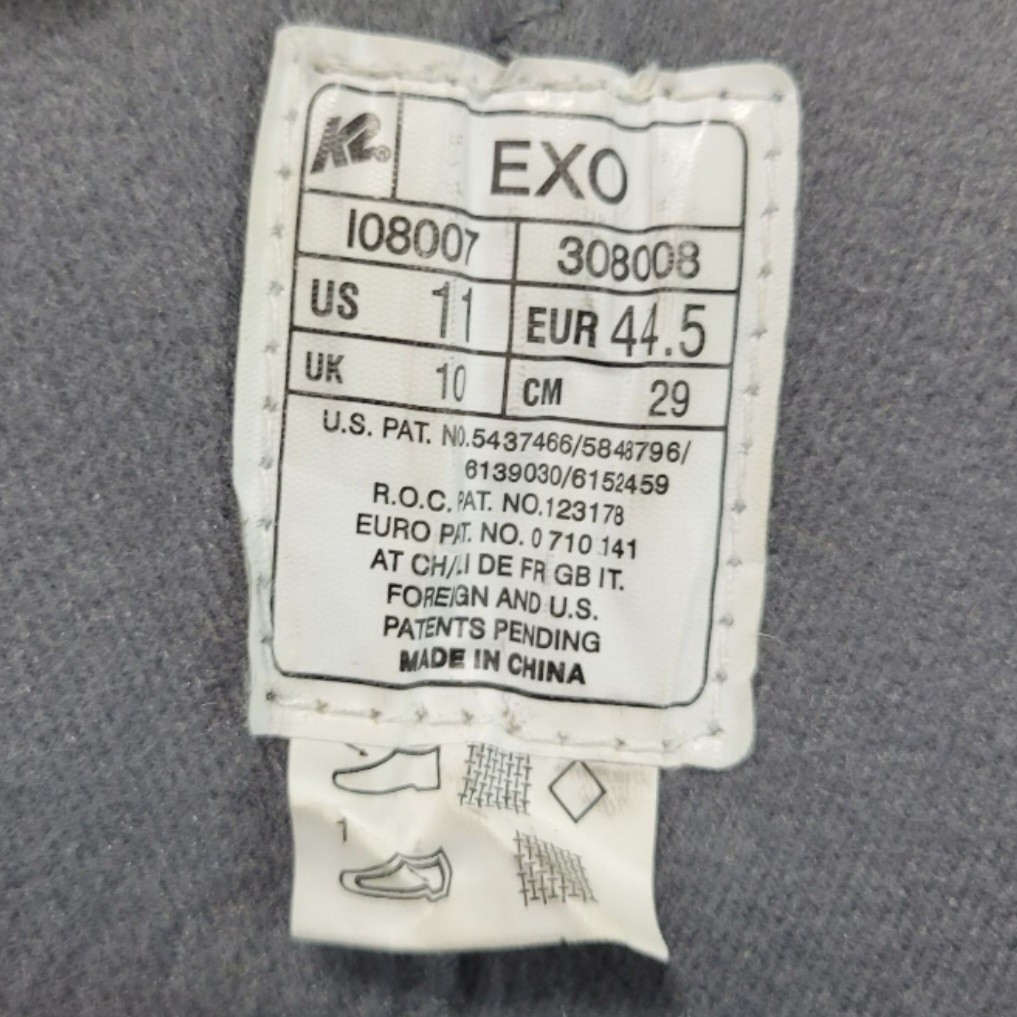 K2®
EXO
I08007 308008
US 11 EUR 44.5
UK 10 CM 29
U.S. PAT. NO.5437466/5848796/
6139030/6152459
R.O.C. PAT. NO.123178
EURO PAT. NO. 0 710 141
AT CH/LI DE FR GB IT.
FOREIGN AND U.S.
PATENTS PENDING
MADE IN CHINA
1